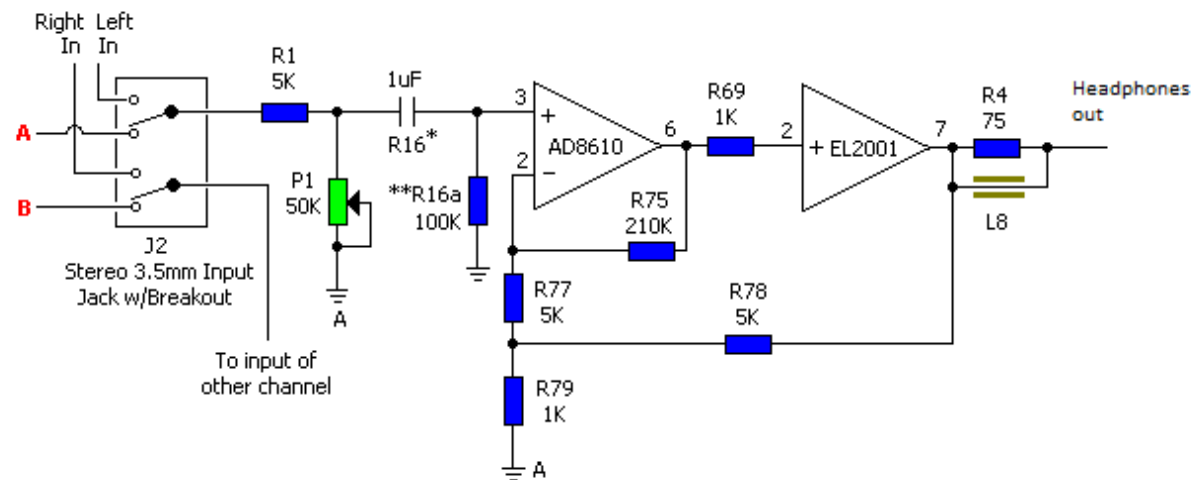 Right Left
In In
R1
5K
1uF
R16*
A
B
J2
Stereo 3.5mm Input
Jack w/Breakout
P1
50K
A
**R16a
100K
To input of
other channel
3
+
AD8610
2
−
6
R69
1K
2
+ EL2001
7
R4
75
Headphones
out
L8
R75
210K
R77
5K
R78
5K
R79
1K
A